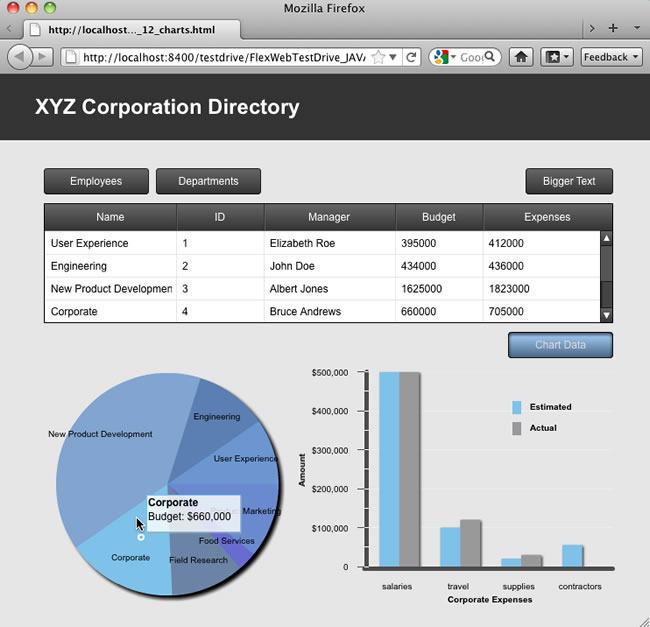 Mozilla Firefox
http://localhost..._12_charts.html
http://localhost:8400/testdrive/FlexWebTestDrive_JAVA
Goo
Feedback
XYZ Corporation Directory
Employees
Departments
Bigger Text
Name ID Manager Budget Expenses
User Experience 1 Elizabeth Roe 395000 412000
Engineering 2 John Doe 434000 436000
New Product Developmen 3 Albert Jones 1625000 1823000
Corporate 4 Bruce Andrews 660000 705000
Chart Data
Engineering
New Product Development
User Experience
Corporate
Budget: $660,000
Marketing
Food Services
Corporate
Field Research
$500,000
$400,000
$300,000
$200,000
$100,000
0
Amount
Estimated
Actual
salaries travel supplies contractors
Corporate Expenses